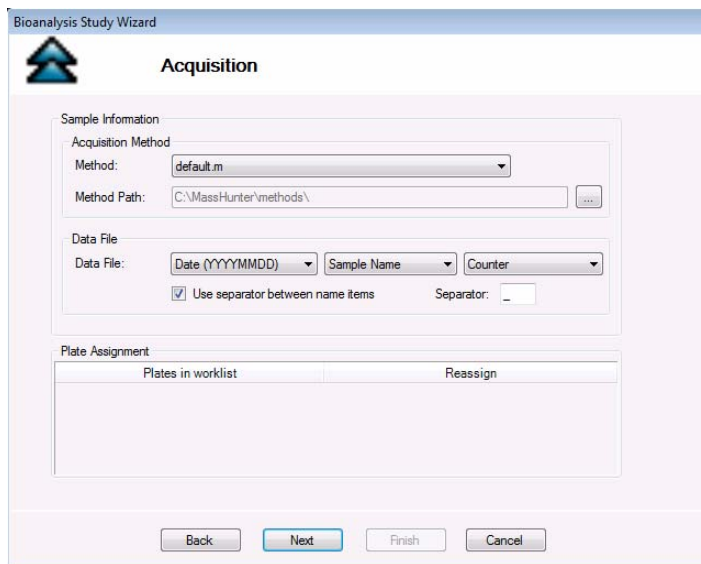 Bioanalysis Study Wizard
Acquisition
Sample Information
Acquisition Method
Method: default.m
Method Path: C:\MassHunter\methods\ ...
Data File
Data File: Date (YYYYMMDD) Sample Name Counter
Use separator between name items Separator: _
Plate Assignment
Plates in worklist Reassign
Back Next Finish Cancel